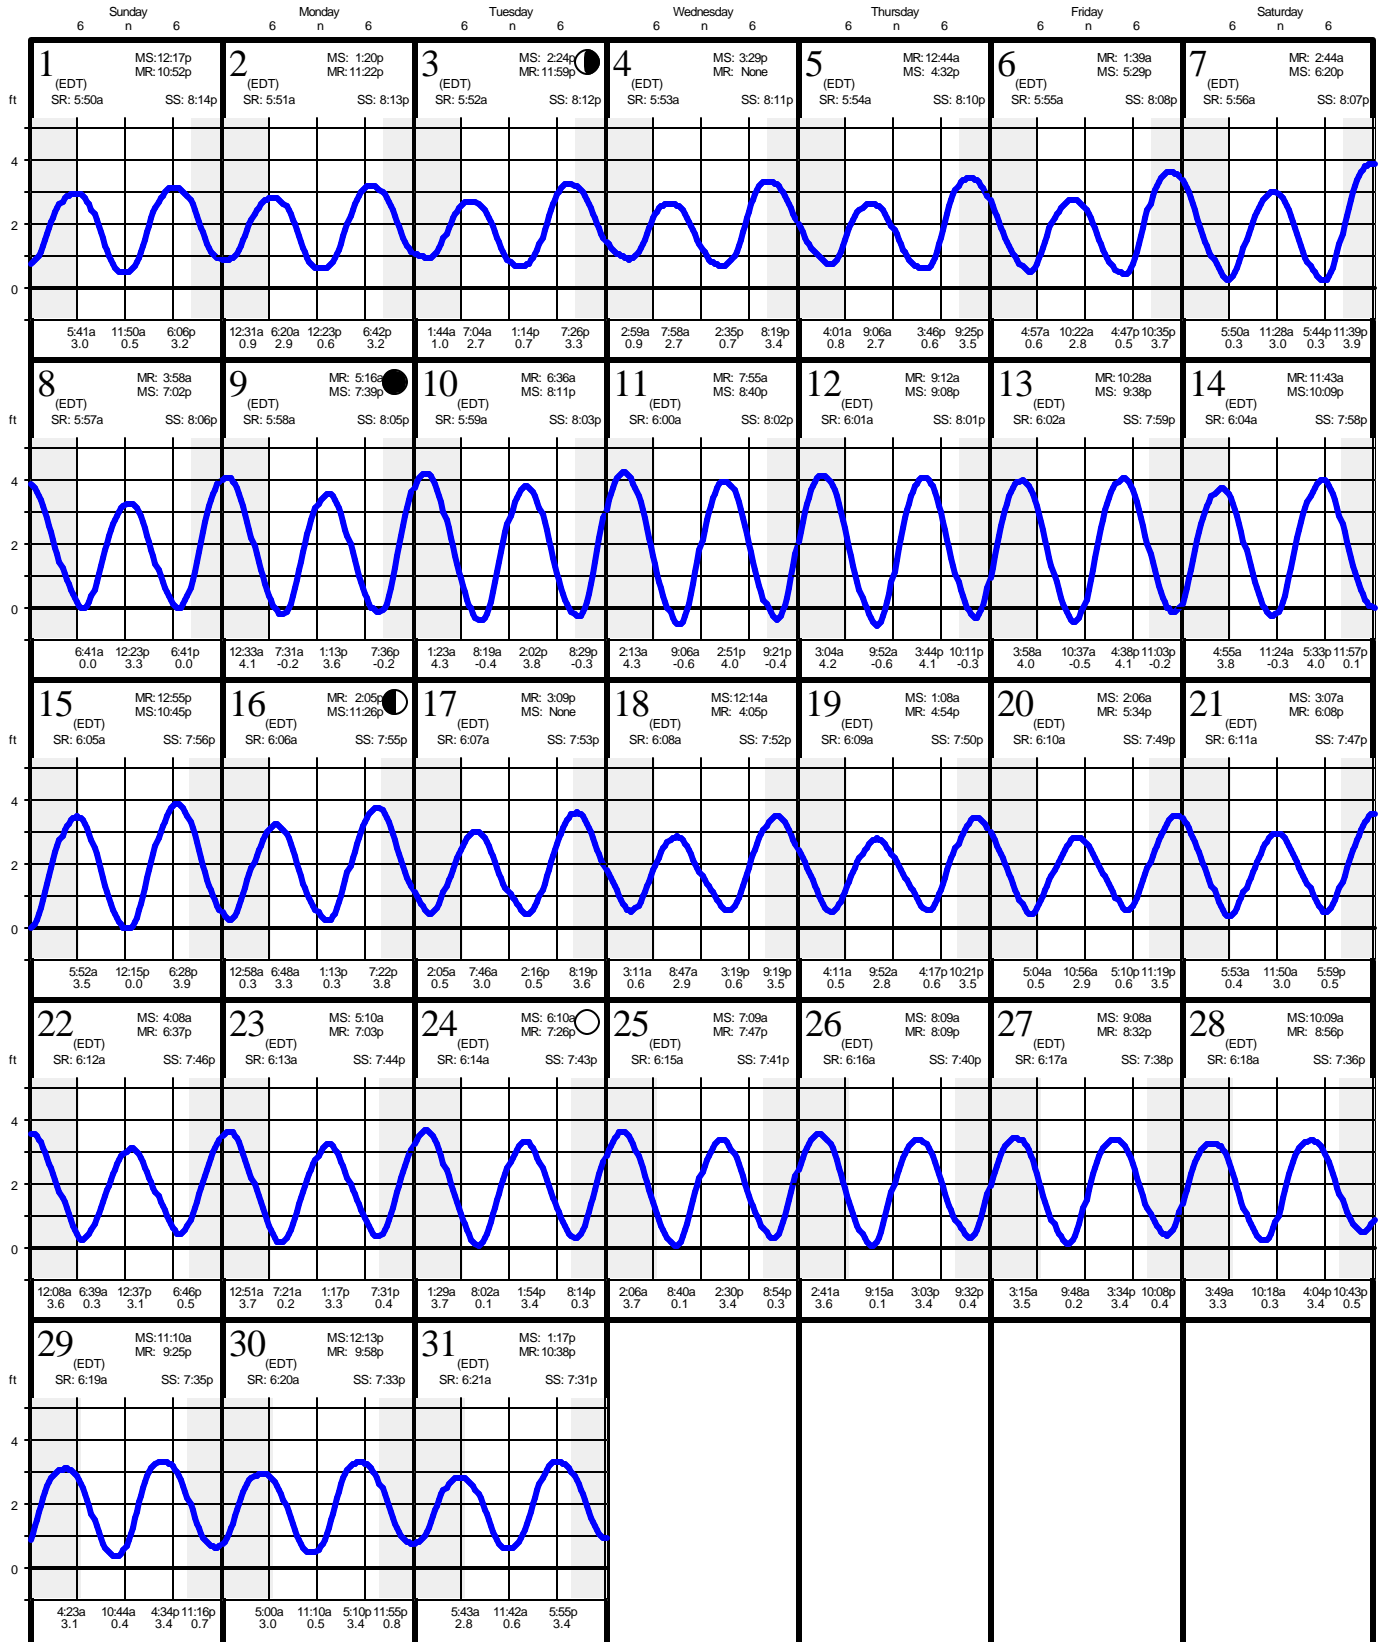 Sunday Monday Tuesday Wednesday Thursday Friday Saturday
6 n 6 6 n 6 6 n 6 6 n 6 6 n 6 6 n 6 6 n 6
1 MS:12:17p 2 MS: 1:20p 3 MS: 2:24p 4 MS: 3:29p 5 MR:12:44a 6 MR: 1:39a 7 MR: 2:44a
MR:10:52p MR:11:22p MR:11:59p MR: None MS: 4:32p MS: 5:29p MS: 6:20p
(EDT) (EDT) (EDT) (EDT) (EDT) (EDT) (EDT)
ft SR: 5:50a SS: 8:14p SR: 5:51a SS: 8:13p SR: 5:52a SS: 8:12p SR: 5:53a SS: 8:11p SR: 5:54a SS: 8:10p SR: 5:55a SS: 8:08p SR: 5:56a SS: 8:07p
4
2
0
5:41a 11:50a 6:06p 12:31a 6:20a 12:23p 6:42p 1:44a 7:04a 1:14p 7:26p 2:59a 7:58a 2:35p 8:19p 4:01a 9:06a 3:46p 9:25p 4:57a 10:22a 4:47p 10:35p 5:50a 11:28a 5:44p 11:39p
3.0 0.5 3.2 0.9 2.9 0.6 3.2 1.0 2.7 0.7 3.3 0.9 2.7 0.7 3.4 0.8 2.7 0.6 3.5 0.6 2.8 0.5 3.7 0.3 3.0 0.3 3.9
8 MR: 3:58a 9 MR: 5:16a 10 MR: 6:36a 11 MR: 7:55a 12 MR: 9:12a 13 MR:10:28a 14 MR:11:43a
MS: 7:02p MS: 7:39p MS: 8:11p MS: 8:40p MS: 9:08p MS: 9:38p MS:10:09p
(EDT) (EDT) (EDT) (EDT) (EDT) (EDT) (EDT)
ft SR: 5:57a SS: 8:06p SR: 5:58a SS: 8:05p SR: 5:59a SS: 8:03p SR: 6:00a SS: 8:02p SR: 6:01a SS: 8:01p SR: 6:02a SS: 7:59p SR: 6:04a SS: 7:58p
4
2
0
6:41a 12:23p 6:41p 12:33a 7:31a 1:13p 7:36p 1:23a 8:19a 2:02p 8:29p 2:13a 9:06a 2:51p 9:21p 3:04a 9:52a 3:44p 10:11p 3:58a 10:37a 4:38p 11:03p 4:55a 11:24a 5:33p 11:57p
0.0 3.3 0.0 4.1 -0.2 3.6 -0.2 4.3 -0.4 3.8 -0.3 4.3 -0.6 4.0 -0.4 4.2 -0.6 4.1 -0.3 4.0 -0.5 4.1 -0.2 3.8 -0.3 4.0 0.1
15 MR:12:55p 16 MR: 2:05p 17 MR: 3:09p 18 MS:12:14a 19 MS: 1:08a 20 MS: 2:06a 21 MS: 3:07a
MS:10:45p MS:11:26p MS: None MR: 4:05p MR: 4:54p MR: 5:34p MR: 6:08p
(EDT) (EDT) (EDT) (EDT) (EDT) (EDT) (EDT)
ft SR: 6:05a SS: 7:56p SR: 6:06a SS: 7:55p SR: 6:07a SS: 7:53p SR: 6:08a SS: 7:52p SR: 6:09a SS: 7:50p SR: 6:10a SS: 7:49p SR: 6:11a SS: 7:47p
4
2
0
5:52a 12:15p 6:28p 12:58a 6:48a 1:13p 7:22p 2:05a 7:46a 2:16p 8:19p 3:11a 8:47a 3:19p 9:19p 4:11a 9:52a 4:17p 10:21p 5:04a 10:56a 5:10p 11:19p 5:53a 11:50a 5:59p
3.5 0.0 3.9 0.3 3.3 0.3 3.8 0.5 3.0 0.5 3.6 0.6 2.9 0.6 3.5 0.5 2.8 0.6 3.5 0.5 2.9 0.6 3.5 0.4 3.0 0.5
22 MS: 4:08a 23 MS: 5:10a 24 MS: 6:10a 25 MS: 7:09a 26 MS: 8:09a 27 MS: 9:08a 28 MS:10:09a
MR: 6:37p MR: 7:03p MR: 7:26p MR: 7:47p MR: 8:09p MR: 8:32p MR: 8:56p
(EDT) (EDT) (EDT) (EDT) (EDT) (EDT) (EDT)
ft SR: 6:12a SS: 7:46p SR: 6:13a SS: 7:44p SR: 6:14a SS: 7:43p SR: 6:15a SS: 7:41p SR: 6:16a SS: 7:40p SR: 6:17a SS: 7:38p SR: 6:18a SS: 7:36p
4
2
0
12:08a 6:39a 12:37p 6:46p 12:51a 7:21a 1:17p 7:31p 1:29a 8:02a 1:54p 8:14p 2:06a 8:40a 2:30p 8:54p 2:41a 9:15a 3:03p 9:32p 3:15a 9:48a 3:34p 10:08p 3:49a 10:18a 4:04p 10:43p
3.6 0.3 3.1 0.5 3.7 0.2 3.3 0.4 3.7 0.1 3.4 0.3 3.7 0.1 3.4 0.3 3.6 0.1 3.4 0.4 3.5 0.2 3.4 0.4 3.3 0.3 3.4 0.5
29 MS:11:10a 30 MS:12:13p 31 MS: 1:17p
MR: 9:25p MR: 9:58p MR:10:38p
(EDT) (EDT) (EDT)
ft SR: 6:19a SS: 7:35p SR: 6:20a SS: 7:33p SR: 6:21a SS: 7:31p
4
2
0
4:23a 10:44a 4:34p 11:16p 5:00a 11:10a 5:10p 11:55p 5:43a 11:42a 5:55p
3.1 0.4 3.4 0.7 3.0 0.5 3.4 0.8 2.8 0.6 3.4